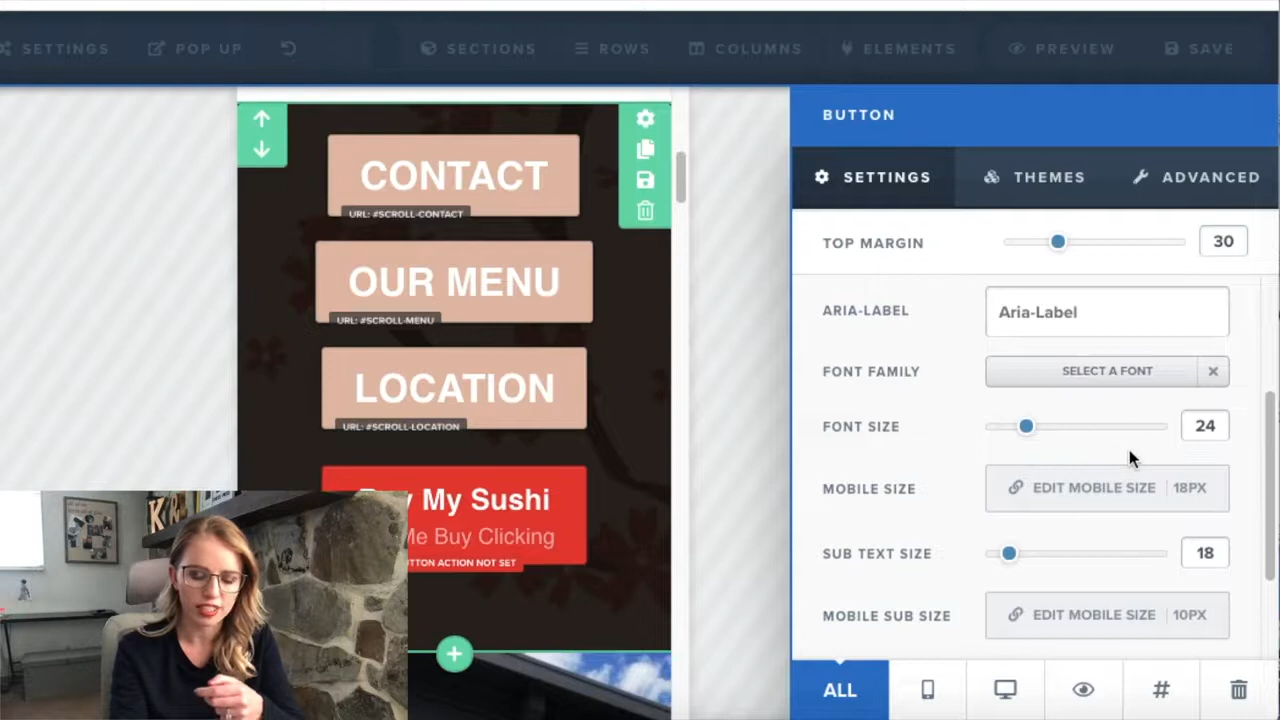 SETTINGS
POP UP
SECTIONS
ROWS
COLUMNS
ELEMENTS
PREVIEW
SAVE
CONTACT
URL: #SCROLL-CONTACT
OUR MENU
URL: #SCROLL-MENU
LOCATION
URL: #SCROLL-LOCATION
My Sushi
Me Buy Clicking
ACTION NOT SET
BUTTON
SETTINGS
THEMES
ADVANCED
TOP MARGIN
30
ARIA-LABEL
Aria-Label
FONT FAMILY
SELECT A FONT
FONT SIZE
24
MOBILE SIZE
EDIT MOBILE SIZE
18PX
SUB TEXT SIZE
18
MOBILE SUB SIZE
EDIT MOBILE SIZE
10PX
ALL
#